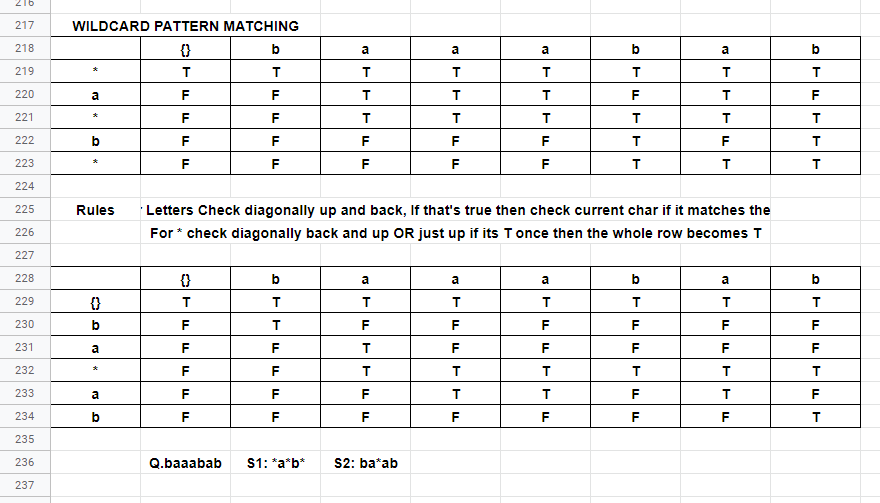 216
217 WILDCARD PATTERN MATCHING
218 {} b a a a b a b
219 * T T T T T T T T
220 a F F T T T F T F
221 * F F T T T T T T
222 b F F F F F T F T
223 * F F F F F T T T
224
225 Rules Letters Check diagonally up and back, If that's true then check current char if it matches the
226 For * check diagonally back and up OR just up if its T once then the whole row becomes T
227
228 {} b a a a b a b
229 {} T T T T T T T T
230 b F T F F F F F F
231 a F F T F F F F F
232 * F F T T T T T T
233 a F F F T T F T F
234 b F F F F F F F T
235
236 Q.baaabab S1: *a*b* S2: ba*ab
237